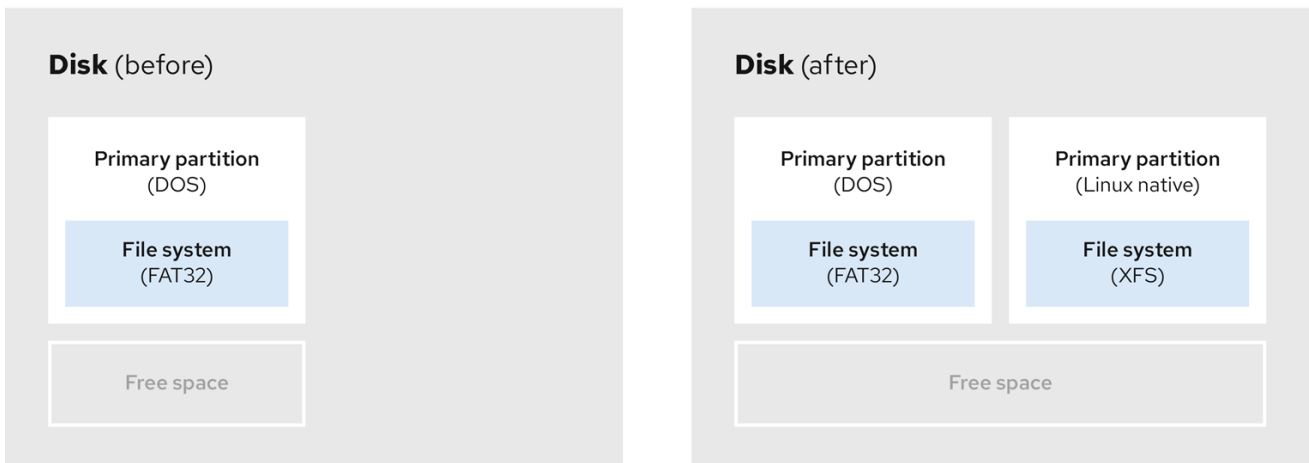 Disk (before)
Primary partition
(DOS)
File system
(FAT32)
Free space
Disk (after)
Primary partition
(DOS)
File system
(FAT32)
Primary partition
(Linux native)
File system
(XFS)
Free space